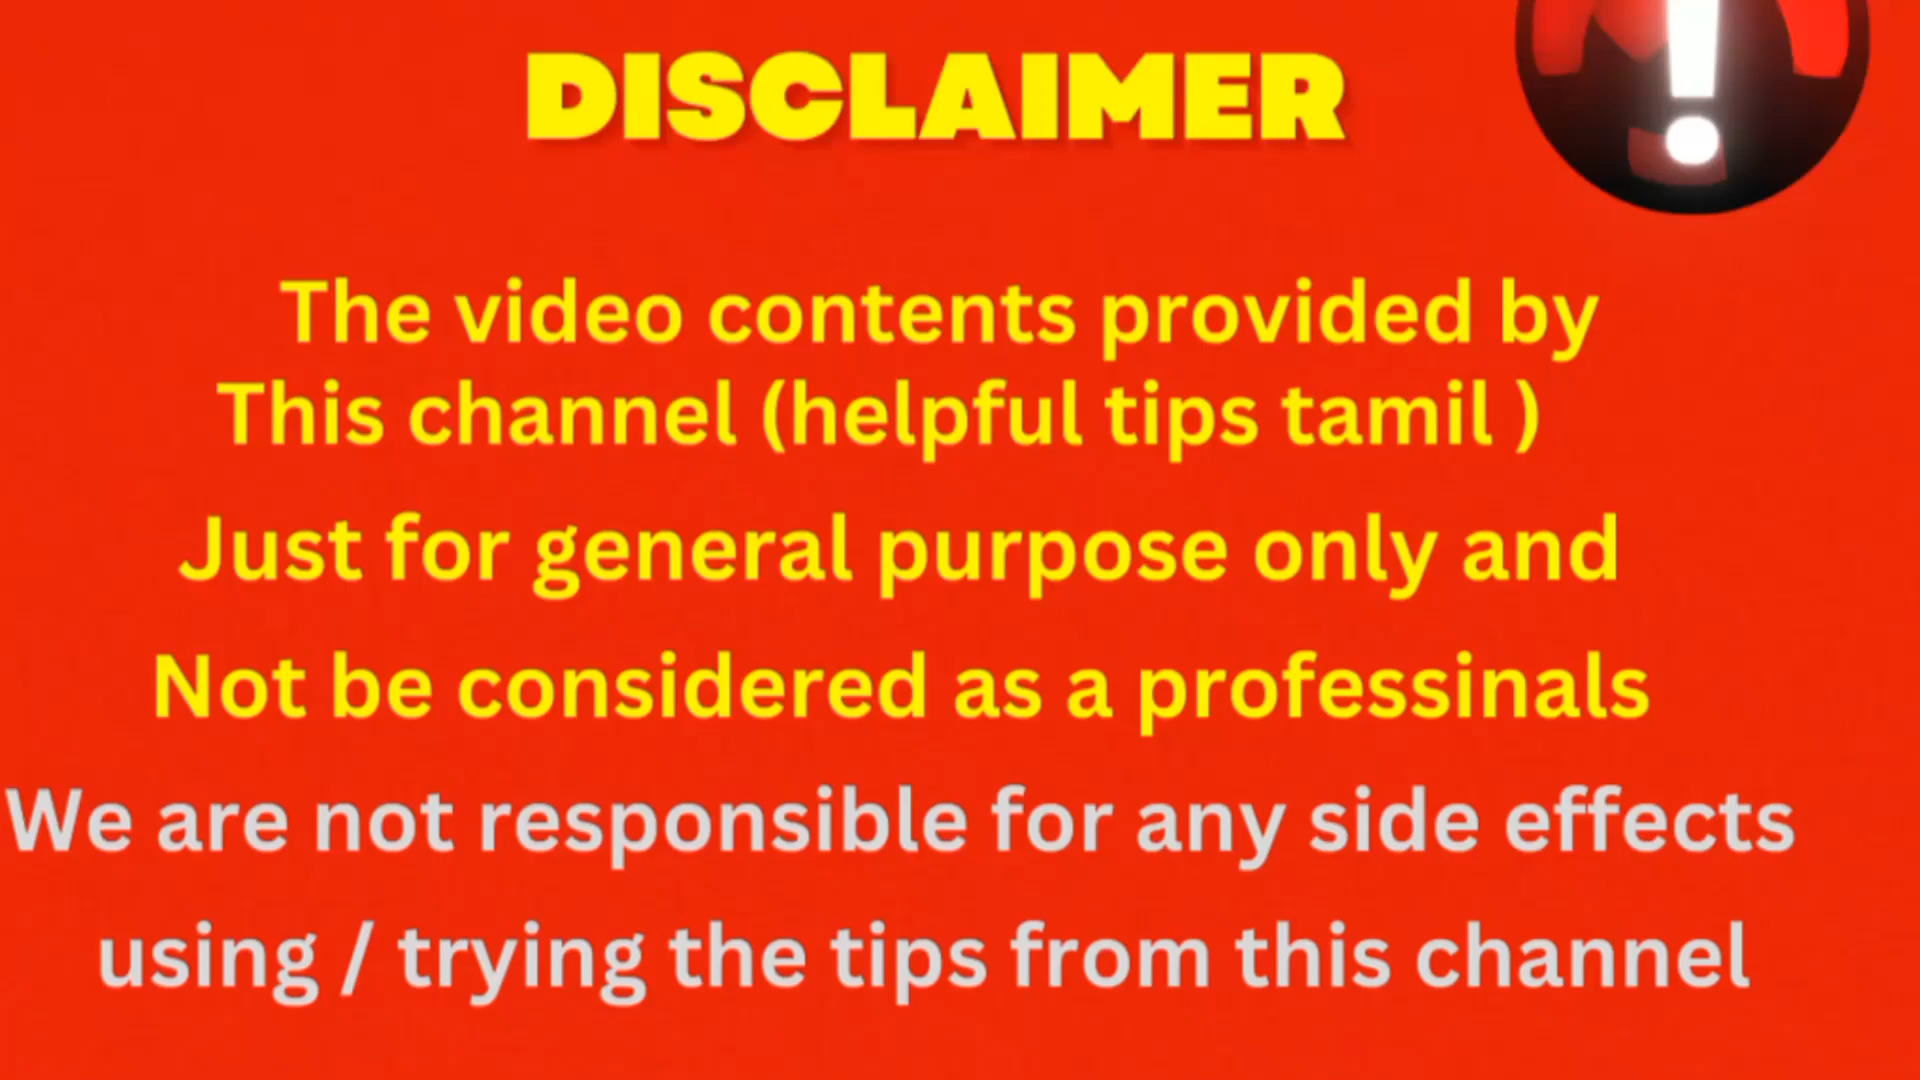 DISCLAIMER
The video contents provided by
This channel (helpful tips tamil )
Just for general purpose only and
Not be considered as a professinals
We are not responsible for any side effects
using / trying the tips from this channel